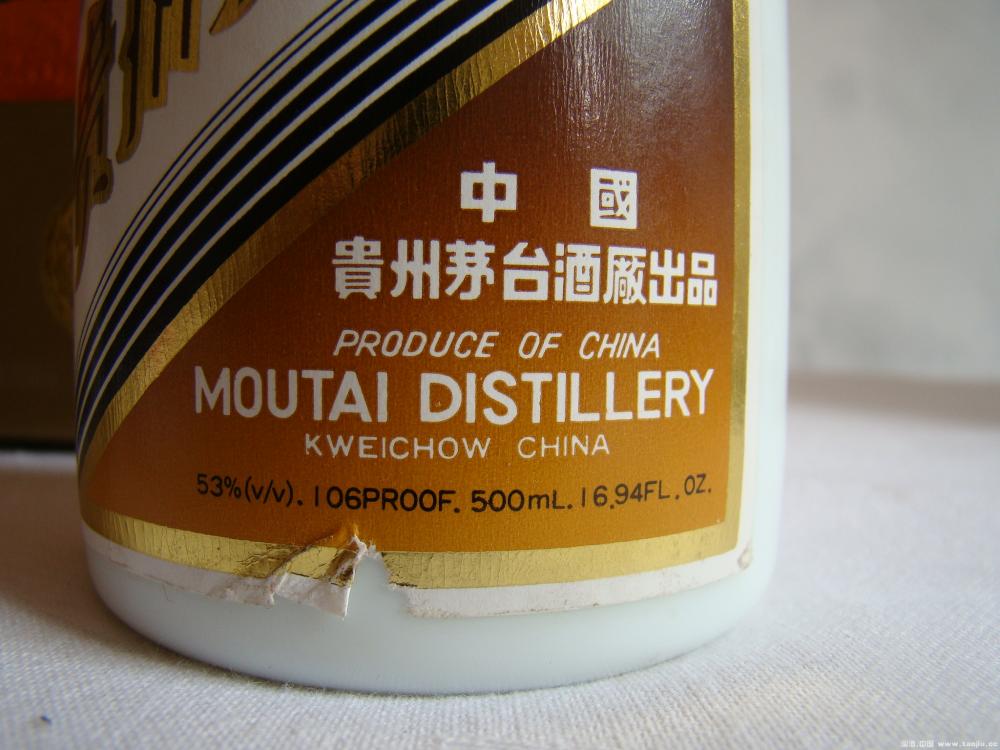 中國
貴州茅台酒廠出品
PRODUCE OF CHINA
MOUTAI DISTILLERY
KWEICHOW CHINA
53%(v/v). 106PROOF. 500mL. 16.94FL.OZ.